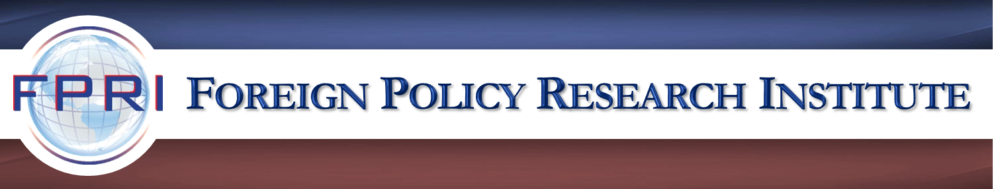 FPRI
FOREIGN POLICY RESEARCH INSTITUTE